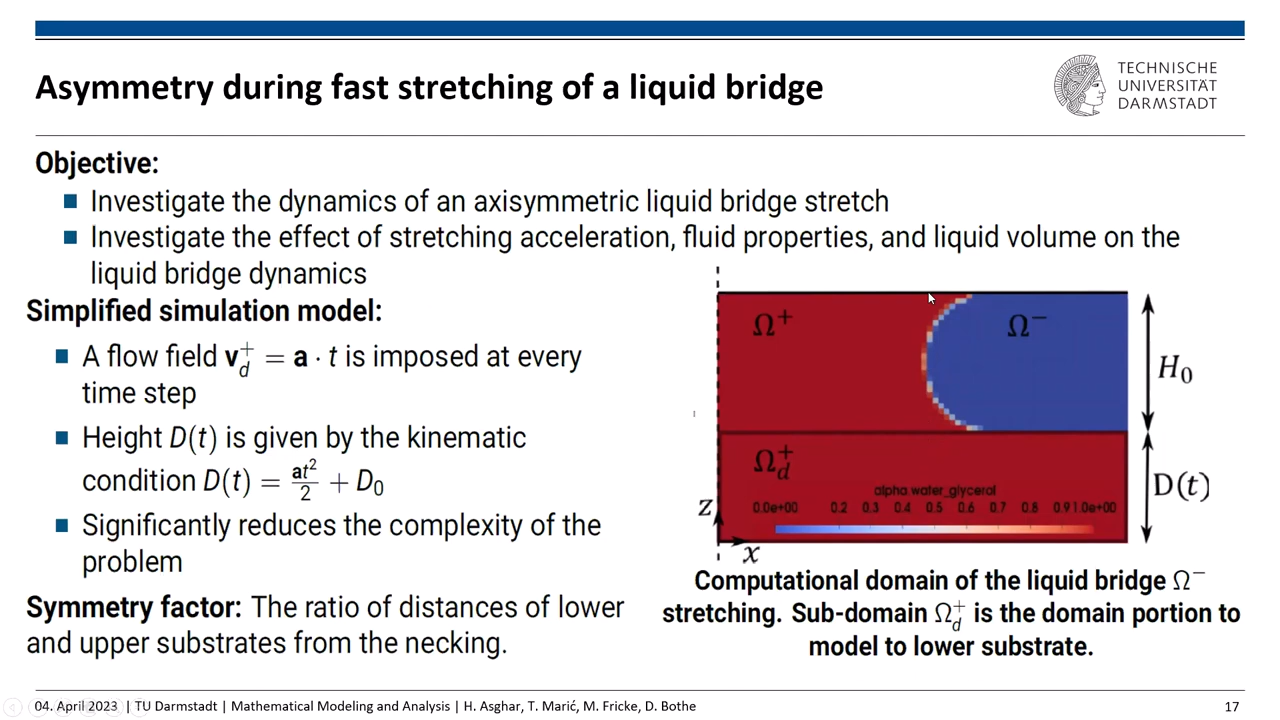 Asymmetry during fast stretching of a liquid bridge
TECHNISCHE
UNIVERSITÄT
DARMSTADT
Objective:
Investigate the dynamics of an axisymmetric liquid bridge stretch
Investigate the effect of stretching acceleration, fluid properties, and liquid volume on the
liquid bridge dynamics
Simplified simulation model:
A flow field v_d^+ = a · t is imposed at every
time step
Height D(t) is given by the kinematic
condition D(t) = at²/2 + D₀
Significantly reduces the complexity of the
problem
Symmetry factor: The ratio of distances of lower
and upper substrates from the necking.
Ω⁺
Ω⁻
H₀
Ω_d^+
D(t)
alpha.water_glycerol
0.0e+00 0.2 0.3 0.4 0.5 0.6 0.7 0.8 0.9 1.0e+00
z
x
Computational domain of the liquid bridge Ω⁻
stretching. Sub-domain Ω_d^+ is the domain portion to
model to lower substrate.
04. April 2023 | TU Darmstadt | Mathematical Modeling and Analysis | H. Asghar, T. Marić, M. Fricke, D. Bothe
17